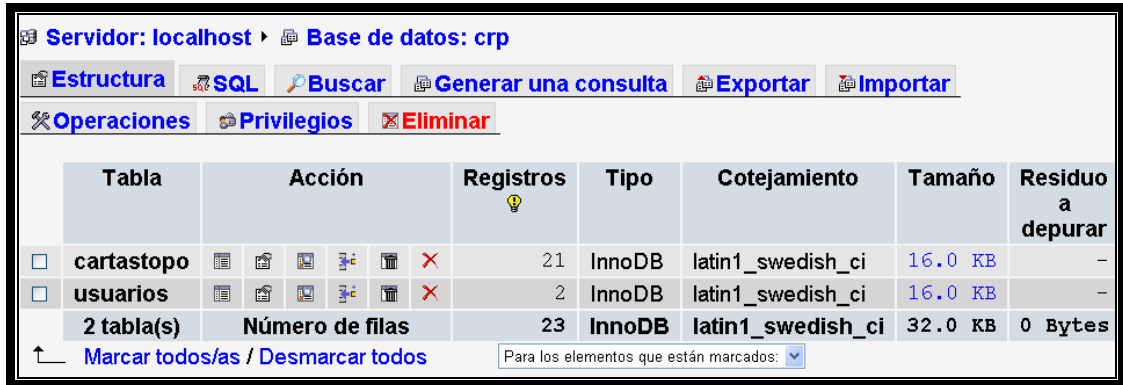 Servidor: localhost ▸ Base de datos: crp
Estructura SQL Buscar Generar una consulta Exportar Importar
Operaciones Privilegios Eliminar
Tabla Acción Registros Tipo Cotejamiento Tamaño Residuo a depurar
cartastopo 21 InnoDB latin1_swedish_ci 16.0 KB –
usuarios 2 InnoDB latin1_swedish_ci 16.0 KB –
2 tabla(s) Número de filas 23 InnoDB latin1_swedish_ci 32.0 KB 0 Bytes
Marcar todos/as / Desmarcar todos Para los elementos que están marcados: